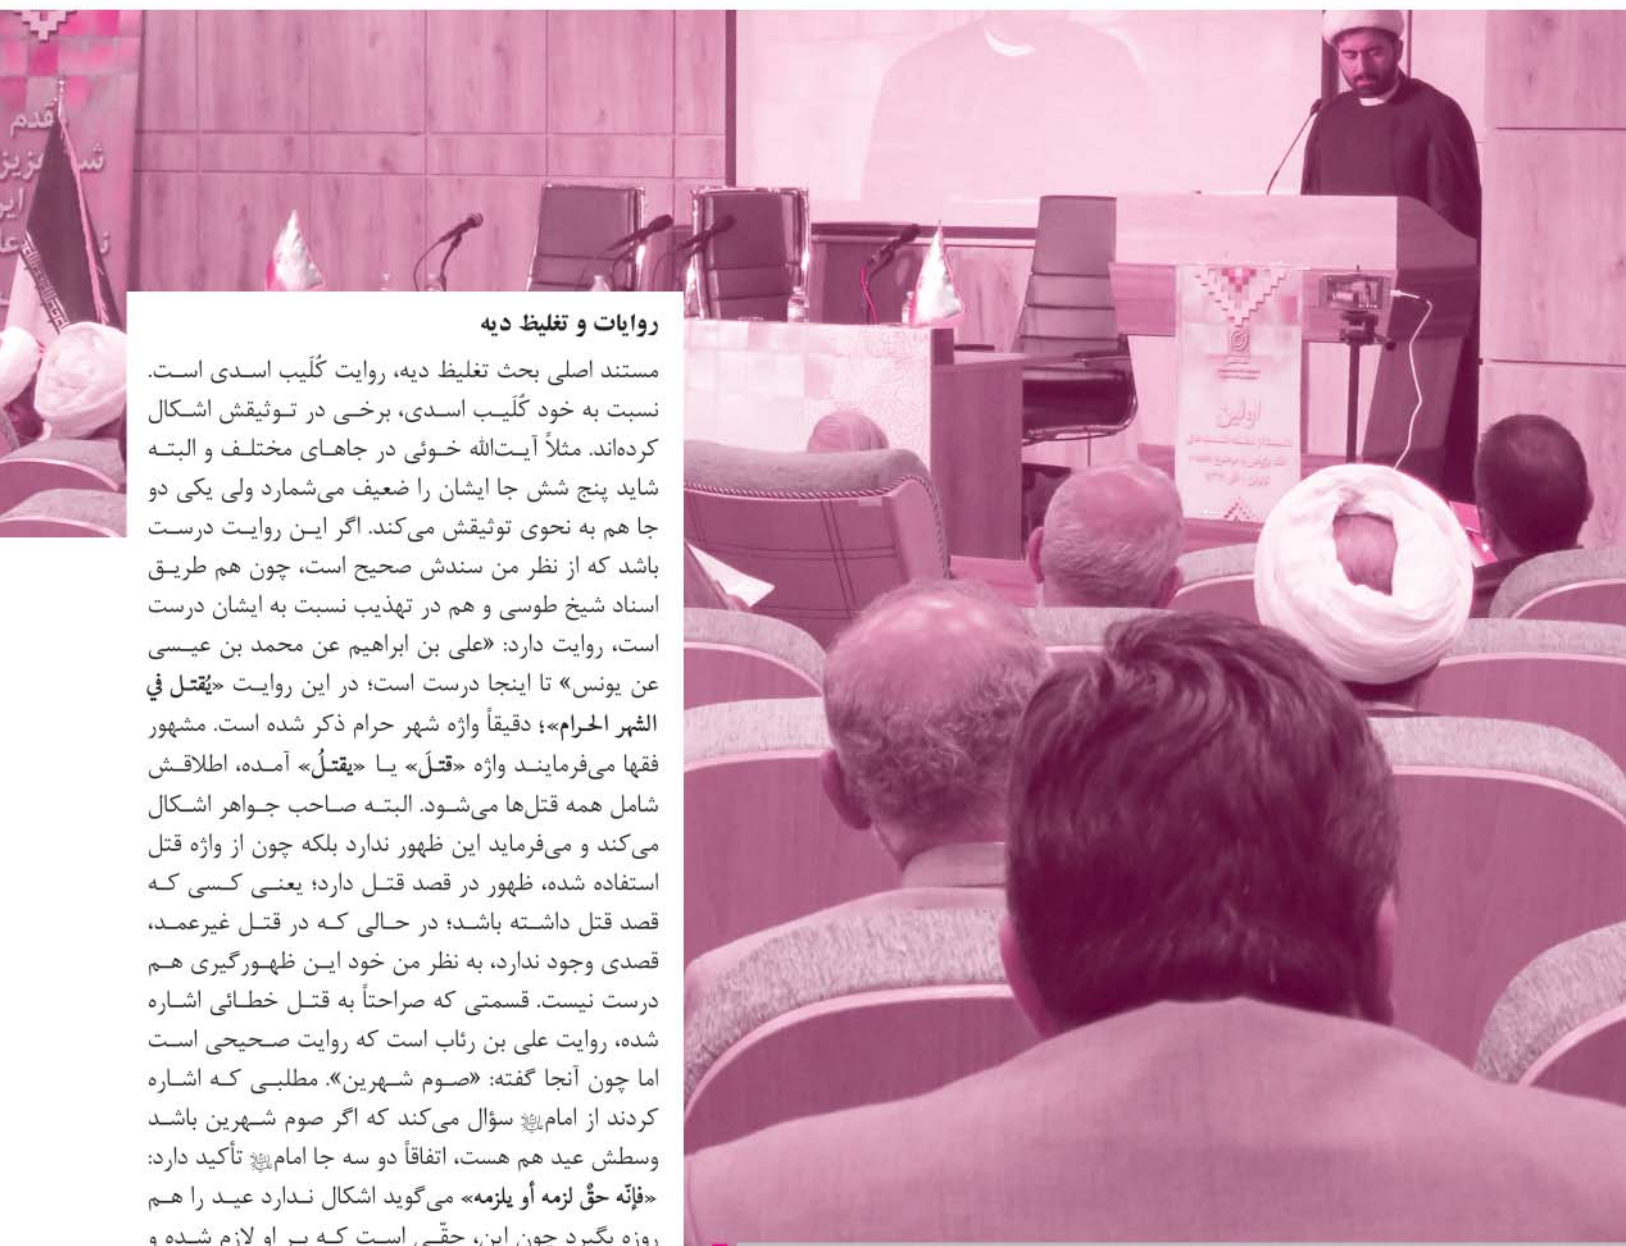 قدم
اولین
روایات و تغلیظ دیه
مستند اصلی بحث تغلیظ دیه، روایت کُلَیب اسدی است.
نسبت به خود کُلَیب اسدی، برخی در توثیقش اشکال
کرده‌اند. مثلاً آیت‌الله خوئی در جاهای مختلف و البته
شاید پنج شش جا ایشان را ضعیف می‌شمارد ولی یکی دو
جا هم به نحوی توثیقش می‌کند. اگر این روایت درست
باشد که از نظر من سندش صحیح است، چون هم طریق
اسناد شیخ طوسی و هم در تهذیب نسبت به ایشان درست
است، روایت دارد: «علی بن ابراهیم عن محمد بن عیسی
عن یونس» تا اینجا درست است؛ در این روایت «یُقتل في
الشهر الحرام»؛ دقیقاً واژه شهر حرام ذکر شده است. مشهور
فقها می‌فرمایند واژه «قتلَ» یا «یقتلُ» آمده، اطلاقش
شامل همه قتل‌ها می‌شود. البته صاحب جواهر اشکال
می‌کند و می‌فرماید این ظهور ندارد بلکه چون از واژه قتل
استفاده شده، ظهور در قصد قتل دارد؛ یعنی کسی که
قصد قتل داشته باشد؛ در حالی که در قتل غیرعمد،
قصدی وجود ندارد، به نظر من خود این ظهورگیری هم
درست نیست. قسمتی که صراحتاً به قتل خطائی اشاره
شده، روایت علی بن رئاب است که روایت صحیحی است
اما چون آنجا گفته: «صوم شهرین». مطلبی که اشاره
کردند از امام سؤال می‌کند که اگر صوم شهرین باشد
وسطش عید هم هست، اتفاقاً دو سه جا امام تأکید دارد:
«فإنّه حقٌ لزمه أو یلزمه» می‌گوید اشکال ندارد عید را هم
روزه بگیرد چون این، حقّی است که بر او لازم شده و